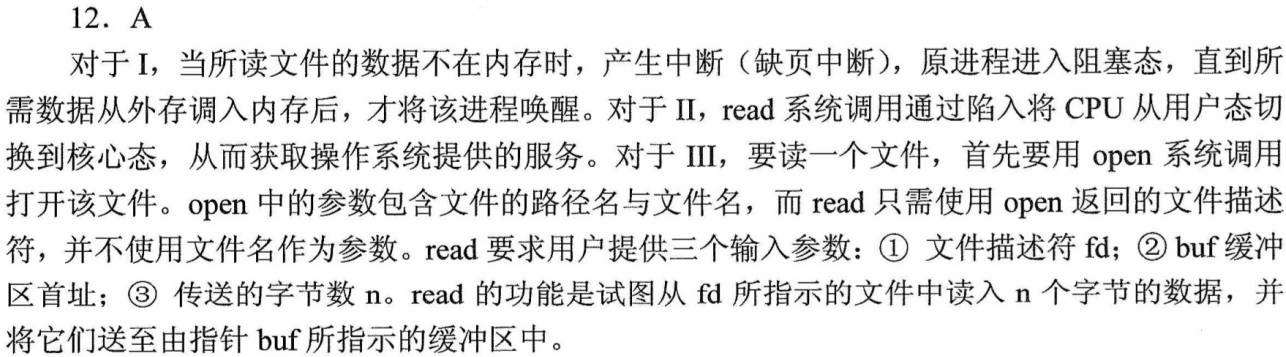 12. A
对于 I，当所读文件的数据不在内存时，产生中断（缺页中断），原进程进入阻塞态，直到所
需数据从外存调入内存后，才将该进程唤醒。对于 II，read 系统调用通过陷入将 CPU 从用户态切
换到核心态，从而获取操作系统提供的服务。对于 III，要读一个文件，首先要用 open 系统调用
打开该文件。open 中的参数包含文件的路径名与文件名，而 read 只需使用 open 返回的文件描述
符，并不使用文件名作为参数。read 要求用户提供三个输入参数：① 文件描述符 fd；② buf 缓冲
区首址；③ 传送的字节数 n。read 的功能是试图从 fd 所指示的文件中读入 n 个字节的数据，并
将它们送至由指针 buf 所指示的缓冲区中。